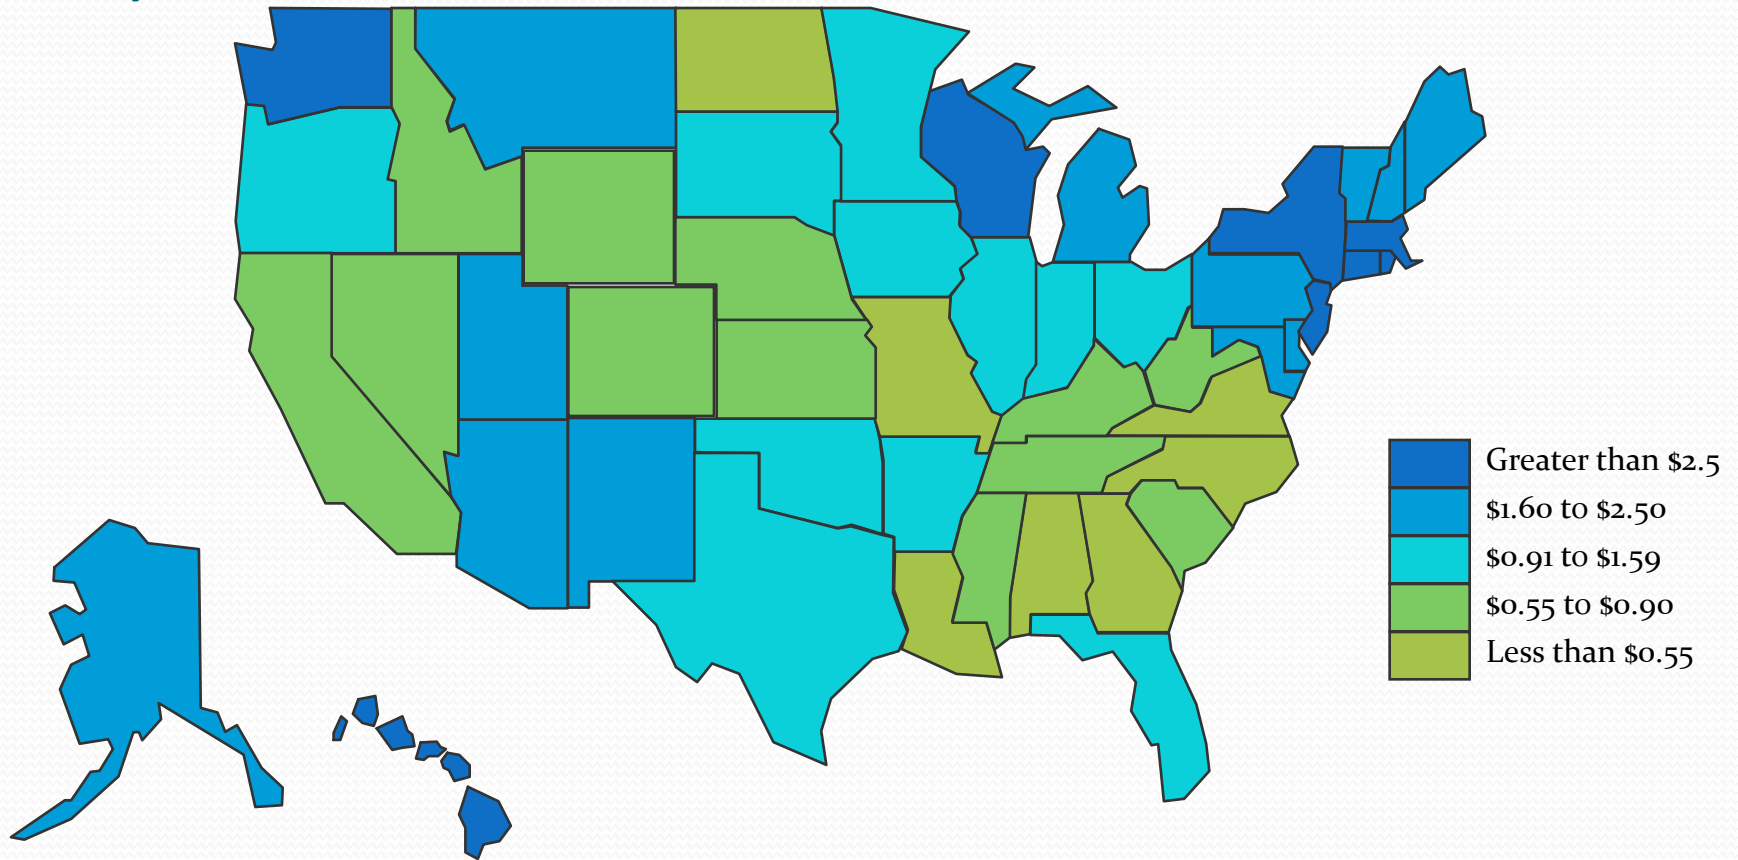 Greater than $2.5
$1.60 to $2.50
$0.91 to $1.59
$0.55 to $0.90
Less than $0.55